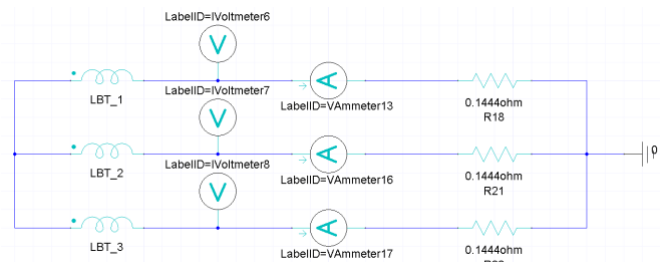 LabelID=IVoltmeter6
V
A
LBT_1
LabelID=IVoltmeter7
LabelID=VAmmeter13
0.1444ohm
R18
V
A
0
LBT_2
LabelID=IVoltmeter8
LabelID=VAmmeter16
0.1444ohm
R21
V
A
LBT_3
LabelID=VAmmeter17
0.1444ohm